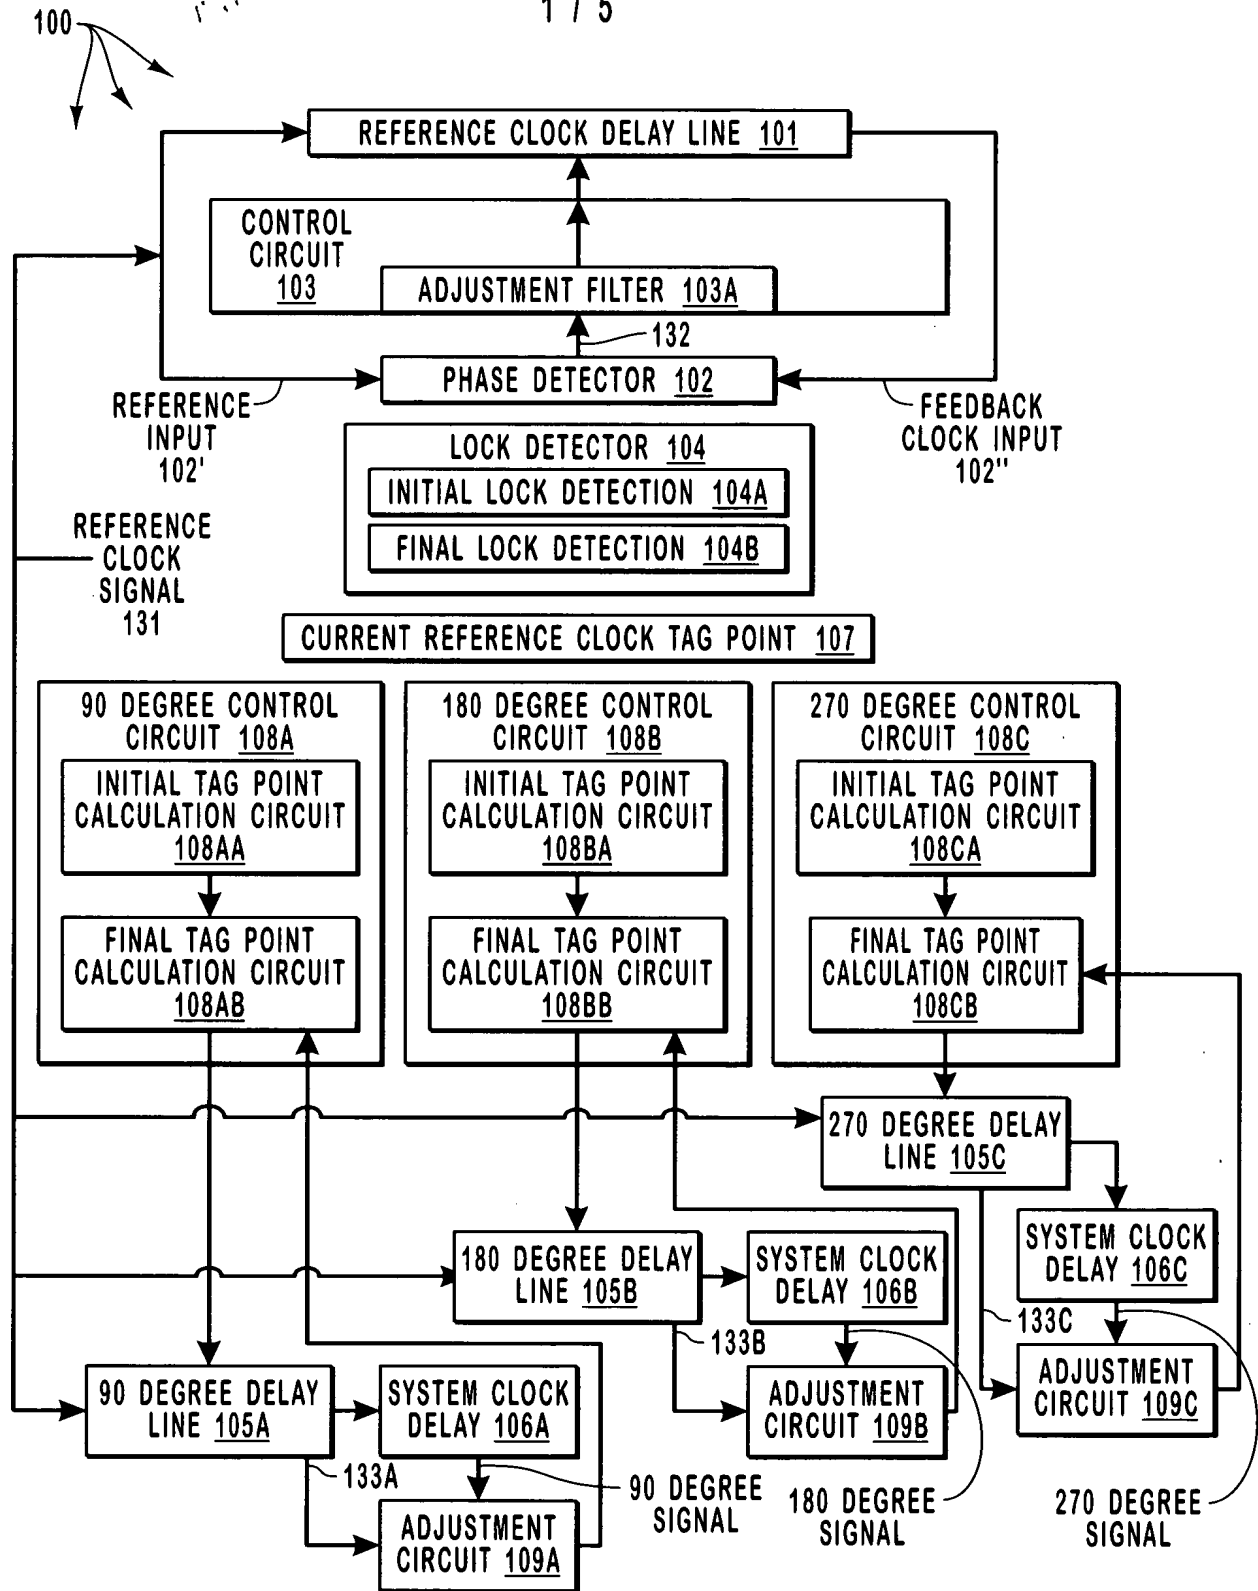 1 / 5
100
REFERENCE CLOCK DELAY LINE 101
CONTROL
CIRCUIT
103
ADJUSTMENT FILTER 103A
132
PHASE DETECTOR 102
REFERENCE
INPUT
102'
FEEDBACK
CLOCK INPUT
102"
LOCK DETECTOR 104
INITIAL LOCK DETECTION 104A
FINAL LOCK DETECTION 104B
REFERENCE
CLOCK
SIGNAL
131
CURRENT REFERENCE CLOCK TAG POINT 107
90 DEGREE CONTROL
CIRCUIT 108A
INITIAL TAG POINT
CALCULATION CIRCUIT
108AA
FINAL TAG POINT
CALCULATION CIRCUIT
108AB
180 DEGREE CONTROL
CIRCUIT 108B
INITIAL TAG POINT
CALCULATION CIRCUIT
108BA
FINAL TAG POINT
CALCULATION CIRCUIT
108BB
270 DEGREE CONTROL
CIRCUIT 108C
INITIAL TAG POINT
CALCULATION CIRCUIT
108CA
FINAL TAG POINT
CALCULATION CIRCUIT
108CB
270 DEGREE DELAY
LINE 105C
SYSTEM CLOCK
DELAY 106C
133C
ADJUSTMENT
CIRCUIT 109C
270 DEGREE
SIGNAL
180 DEGREE DELAY
LINE 105B
SYSTEM CLOCK
DELAY 106B
133B
ADJUSTMENT
CIRCUIT 109B
180 DEGREE
SIGNAL
90 DEGREE DELAY
LINE 105A
SYSTEM CLOCK
DELAY 106A
133A
90 DEGREE
SIGNAL
ADJUSTMENT
CIRCUIT 109A